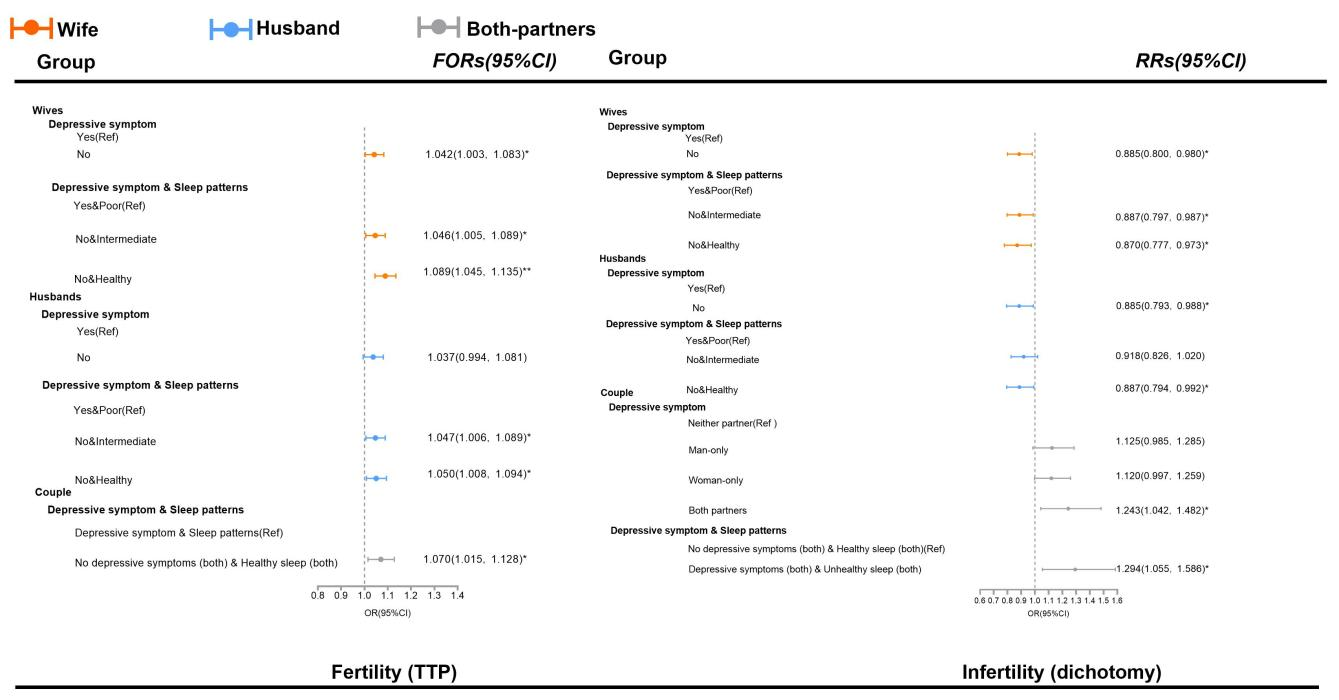 Wife Husband Both-partners
Group FORs(95%CI)
Wives
Depressive symptom
Yes(Ref)
No 1.042(1.003, 1.083)*
Depressive symptom & Sleep patterns
Yes&Poor(Ref)
No&Intermediate 1.046(1.005, 1.089)*
No&Healthy 1.089(1.045, 1.135)**
Husbands
Depressive symptom
Yes(Ref)
No 1.037(0.994, 1.081)
Depressive symptom & Sleep patterns
Yes&Poor(Ref)
No&Intermediate 1.047(1.006, 1.089)*
No&Healthy 1.050(1.008, 1.094)*
Couple
Depressive symptom & Sleep patterns
Depressive symptom & Sleep patterns(Ref)
No depressive symptoms (both) & Healthy sleep (both) 1.070(1.015, 1.128)*
0.8 0.9 1.0 1.1 1.2 1.3 1.4
OR(95%CI)
Fertility (TTP)
Group RRs(95%CI)
Wives
Depressive symptom
Yes(Ref)
No 0.885(0.800, 0.980)*
Depressive symptom & Sleep patterns
Yes&Poor(Ref)
No&Intermediate 0.887(0.797, 0.987)*
No&Healthy 0.870(0.777, 0.973)*
Husbands
Depressive symptom
Yes(Ref)
No 0.885(0.793, 0.988)*
Depressive symptom & Sleep patterns
Yes&Poor(Ref)
No&Intermediate 0.918(0.826, 1.020)
No&Healthy 0.887(0.794, 0.992)*
Couple
Depressive symptom
Neither partner(Ref )
Man-only 1.125(0.985, 1.285)
Woman-only 1.120(0.997, 1.259)
Both partners 1.243(1.042, 1.482)*
Depressive symptom & Sleep patterns
No depressive symptoms (both) & Healthy sleep (both)(Ref)
Depressive symptoms (both) & Unhealthy sleep (both) 1.294(1.055, 1.586)*
0.6 0.7 0.8 0.9 1.0 1.1 1.2 1.3 1.4 1.5 1.6
OR(95%CI)
Infertility (dichotomy)